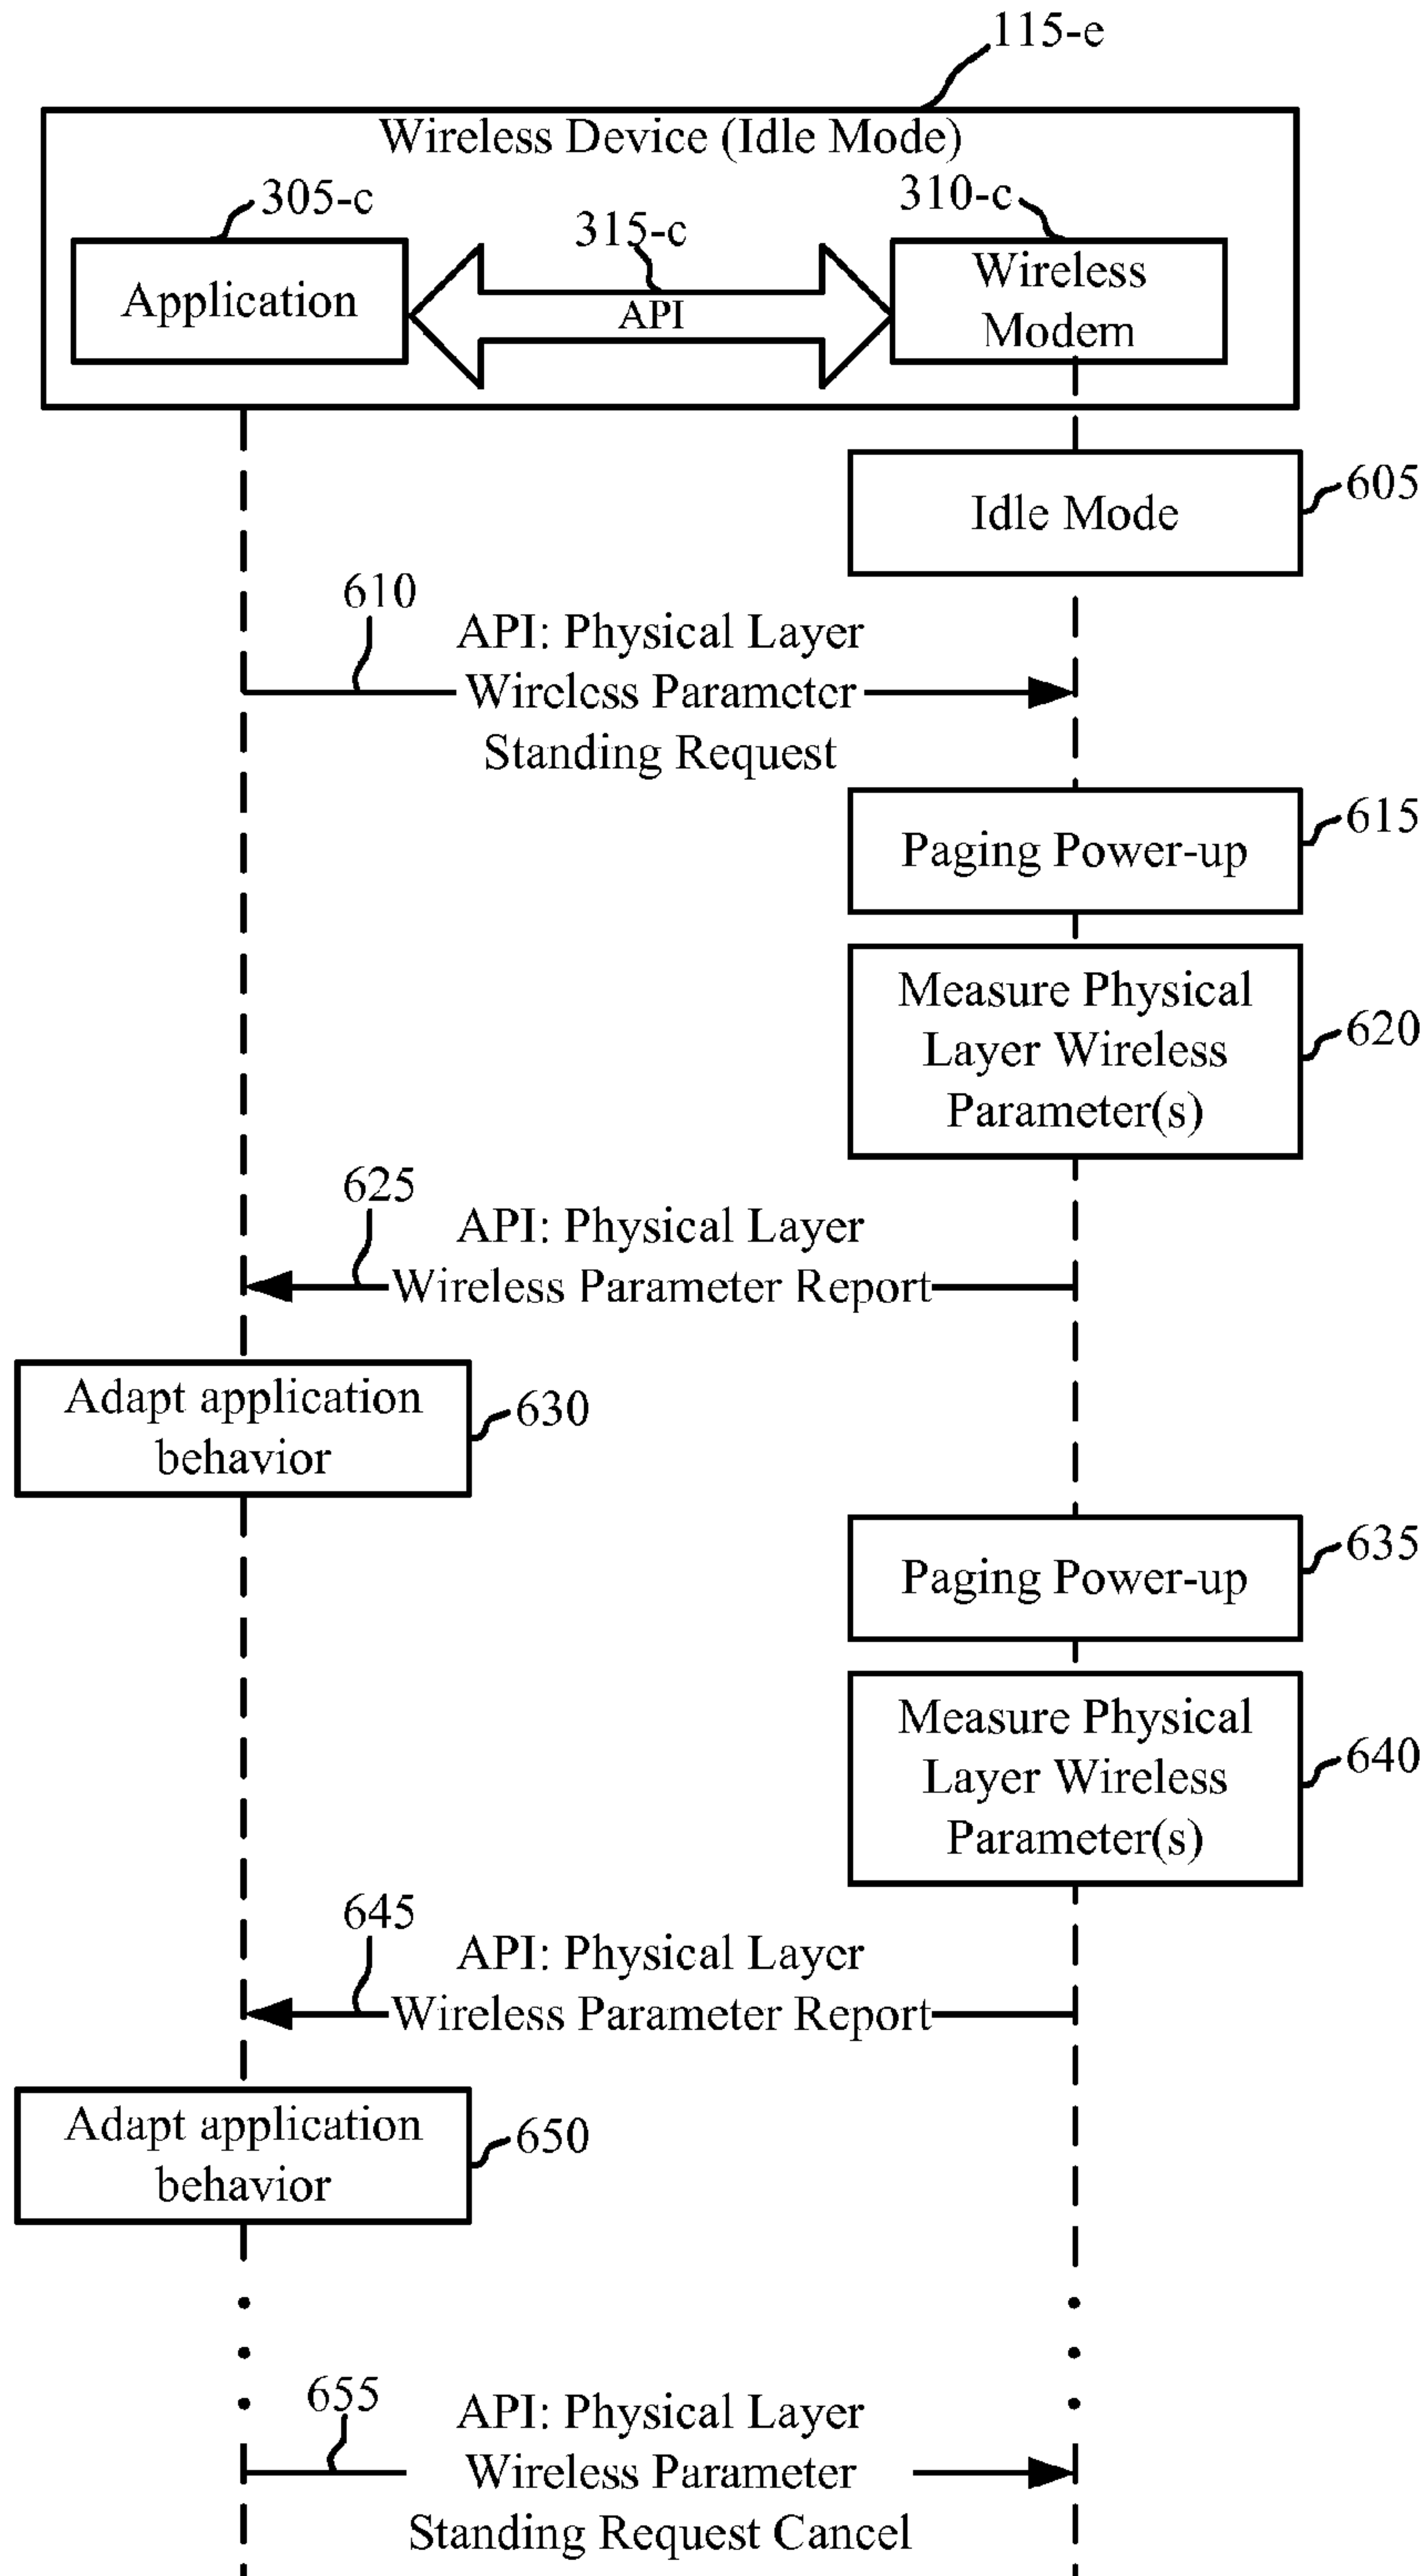 115-e
Wireless Device (Idle Mode)
305-c
310-c
315-c
Application
API
Wireless
Modem
Idle Mode
605
610
API: Physical Layer
Wireless Parameter
Standing Request
Paging Power-up
615
Measure Physical
Layer Wireless
Parameter(s)
620
625
API: Physical Layer
Wireless Parameter Report
Adapt application
behavior
630
Paging Power-up
635
Measure Physical
Layer Wireless
Parameter(s)
640
645
API: Physical Layer
Wireless Parameter Report
Adapt application
behavior
650
655
API: Physical Layer
Wireless Parameter
Standing Request Cancel